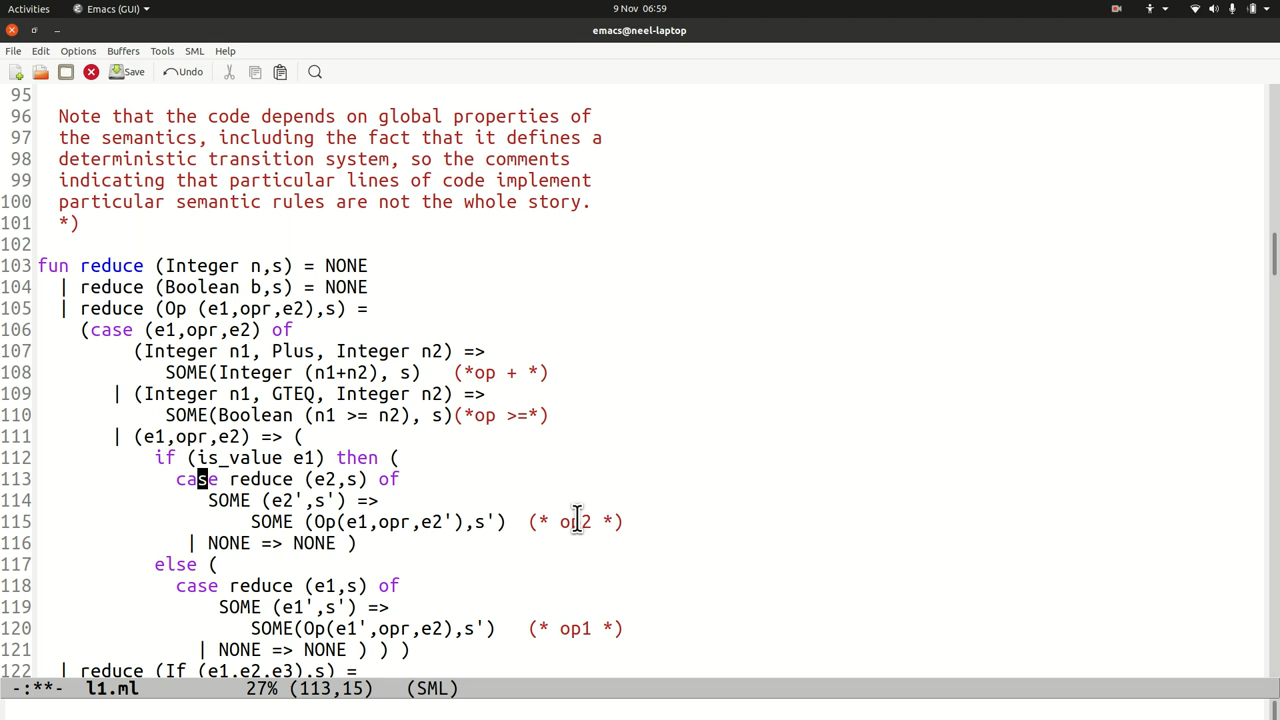 Activities Emacs (GUI) 9 Nov 06:59
emacs@neel-laptop
File Edit Options Buffers Tools SML Help
Save Undo
95
96 Note that the code depends on global properties of
97 the semantics, including the fact that it defines a
98 deterministic transition system, so the comments
99 indicating that particular lines of code implement
100 particular semantic rules are not the whole story.
101 *)
102
103 fun reduce (Integer n,s) = NONE
104 | reduce (Boolean b,s) = NONE
105 | reduce (Op (e1,opr,e2),s) =
106 (case (e1,opr,e2) of
107 (Integer n1, Plus, Integer n2) =>
108 SOME(Integer (n1+n2), s) (*op + *)
109 | (Integer n1, GTEQ, Integer n2) =>
110 SOME(Boolean (n1 >= n2), s)(*op >=*)
111 | (e1,opr,e2) => (
112 if (is_value e1) then (
113 case reduce (e2,s) of
114 SOME (e2',s') =>
115 SOME (Op(e1,opr,e2'),s') (* op2 *)
116 | NONE => NONE )
117 else (
118 case reduce (e1,s) of
119 SOME (e1',s') =>
120 SOME(Op(e1',opr,e2),s') (* op1 *)
121 | NONE => NONE ) ) )
122 | reduce (If (e1,e2,e3),s) =
-:**- l1.ml 27% (113,15) (SML)